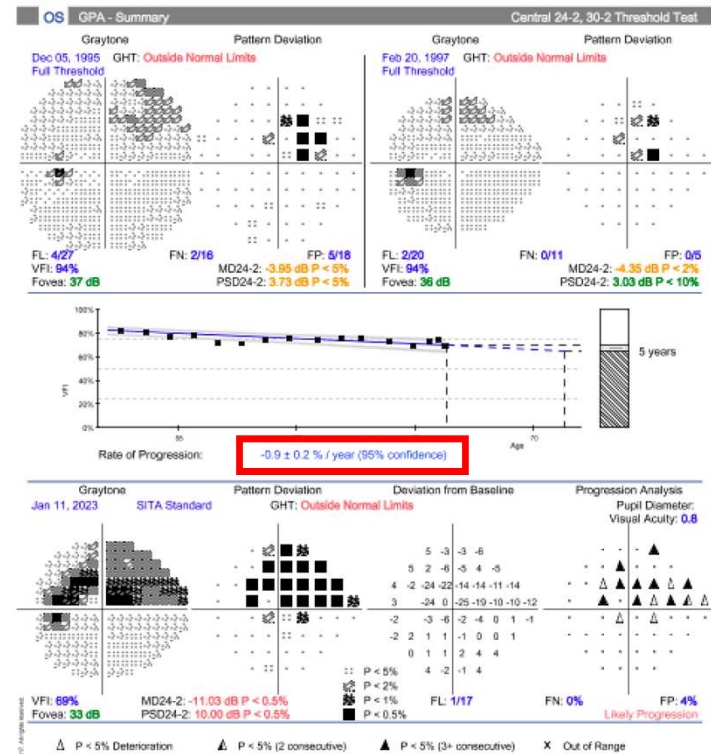 OS GPA - Summary Central 24-2, 30-2 Threshold Test
Graytone Pattern Deviation Graytone Pattern Deviation
Dec 05, 1995 GHT: Outside Normal Limits Feb 20, 1997 GHT: Outside Normal Limits
Full Threshold Full Threshold
FL: 4/27 FN: 2/16 FP: 5/18 FL: 2/20 FN: 0/11 FP: 0/5
VFI: 94% MD24-2: -3.95 dB P < 5% VFI: 94% MD24-2: -4.35 dB P < 2%
Fovea: 37 dB PSD24-2: 3.73 dB P < 5% Fovea: 36 dB PSD24-2: 3.03 dB P < 10%
100%
80%
60%
40%
20%
0%
VFI
5 years
55 70
Age
Rate of Progression: -0.9 ± 0.2 % / year (95% confidence)
Graytone Pattern Deviation Deviation from Baseline Progression Analysis
Jan 11, 2023 SITA Standard GHT: Outside Normal Limits Pupil Diameter:
Visual Acuity: 0.8
5 -3 -3 -6
5 2 -6 -5 4 -5
4 -2 -24 -22 -14 -14 -11 -14
3 -24 0 -25 -19 -10 -10 -12
-2 -3 -6 -2 -4 0 1 -1
-2 2 1 1 -1 0 0 1
0 1 1 2 4 4
4 -2 -1 4
P < 5%
P < 2%
P < 1%
P < 0.5%
VFI: 69% MD24-2: -11.03 dB P < 0.5% FL: 1/17 FN: 0% FP: 4%
Fovea: 33 dB PSD24-2: 10.00 dB P < 0.5% Likely Progression
P < 5% Deterioration P < 5% (2 consecutive) P < 5% (3+ consecutive) X Out of Range